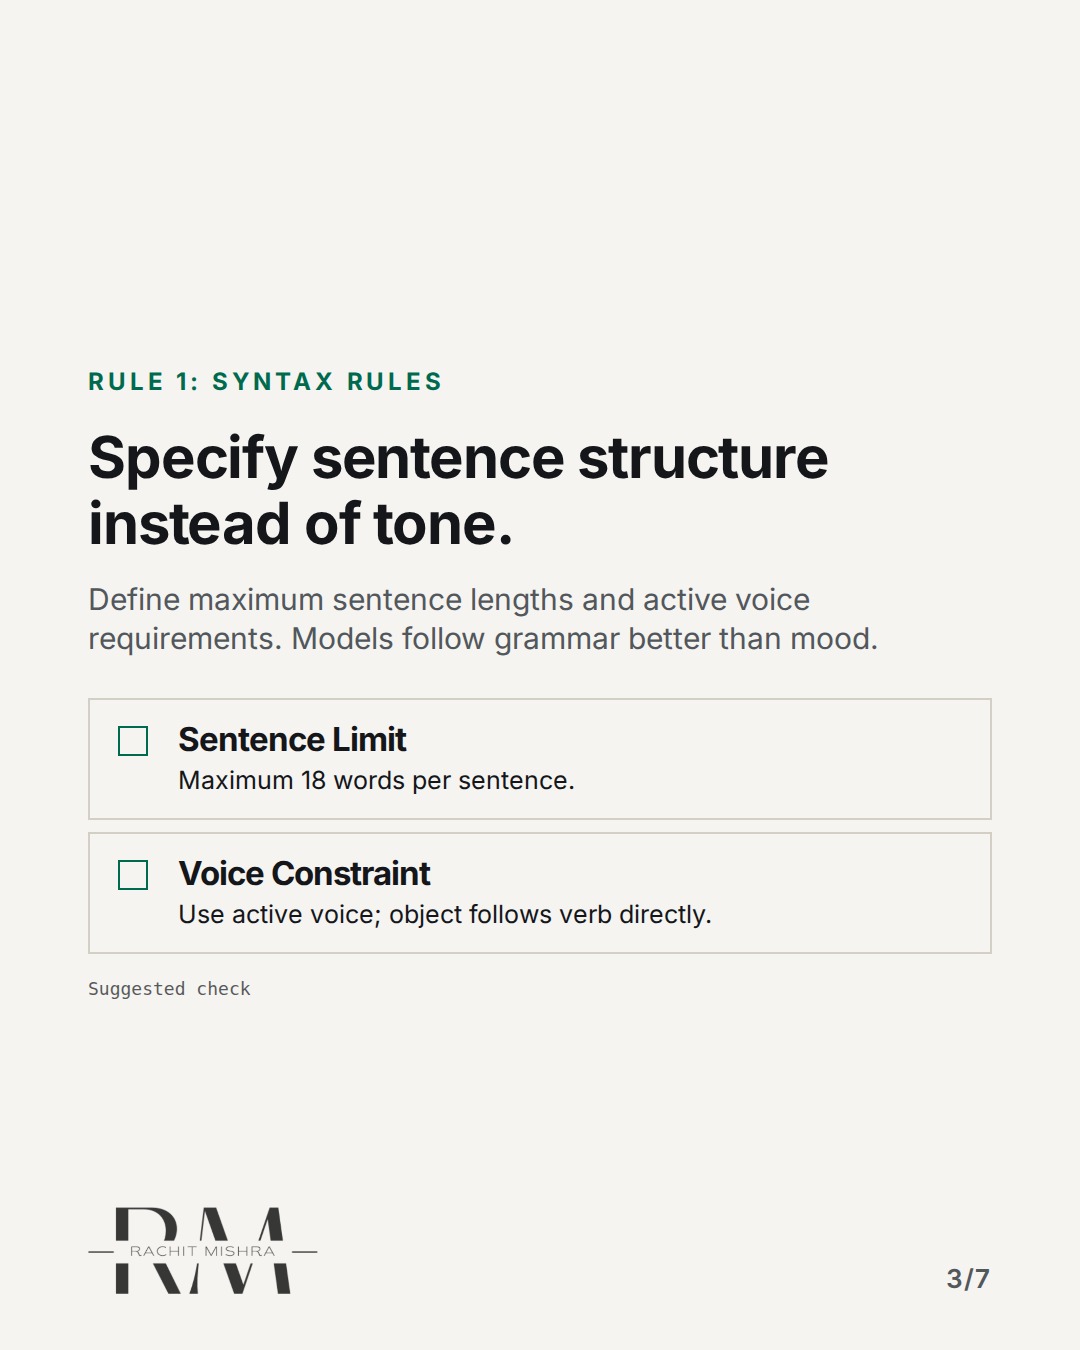 RULE 1: SYNTAX RULES
Specify sentence structure
instead of tone.
Define maximum sentence lengths and active voice
requirements. Models follow grammar better than mood.
Sentence Limit
Maximum 18 words per sentence.
Voice Constraint
Use active voice; object follows verb directly.
Suggested check
RM
RACHIT MISHRA
3/7